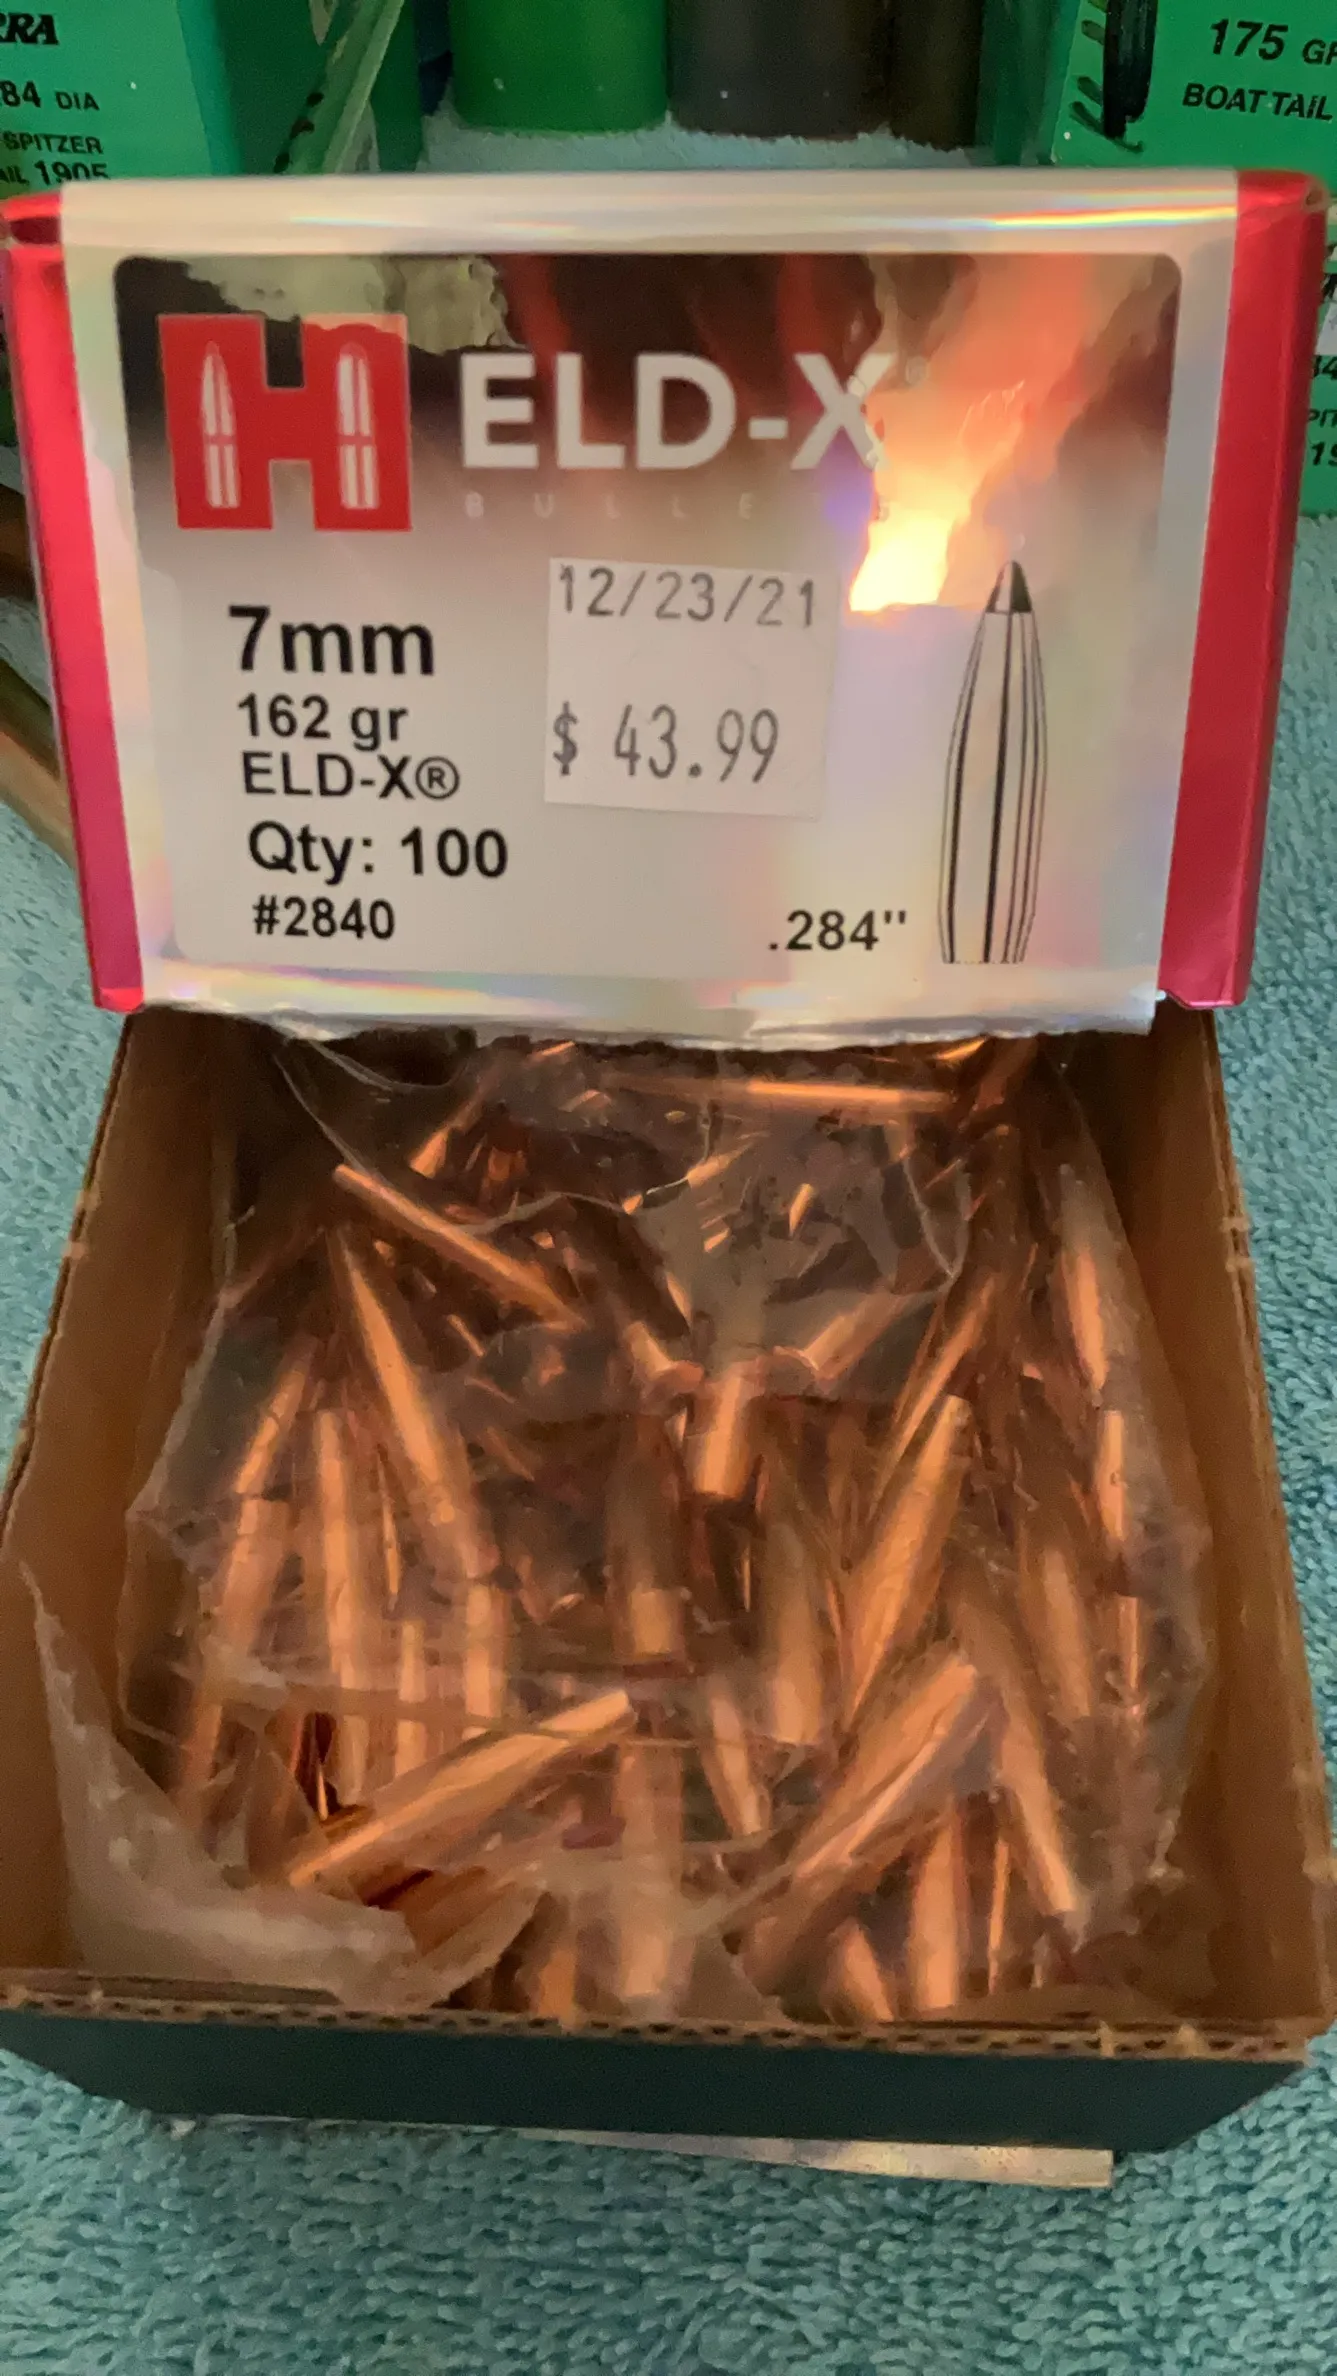 84 DIA
SPITZER
1905
175 GR
BOAT TAIL
ELD-X®
BULLETS
7mm
162 gr
ELD-X®
Qty: 100
#2840
12/23/21
$ 43.99
.284"